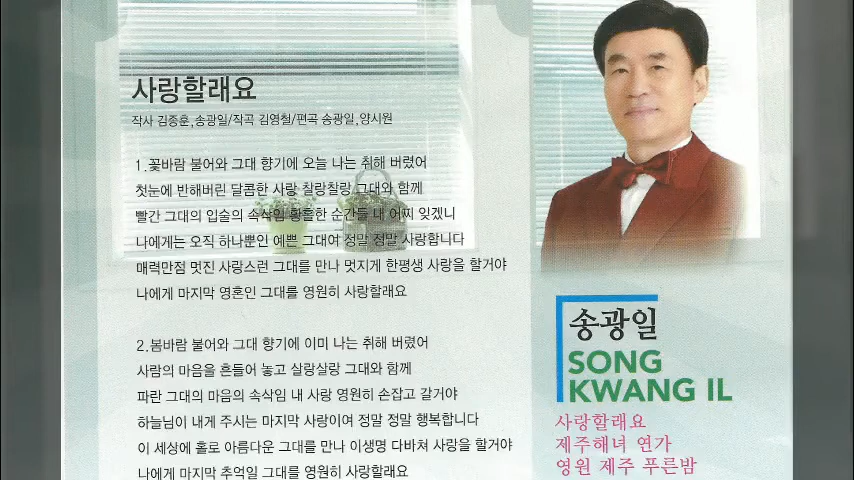 사랑할래요
작사 김종훈,송광일/작곡 김영철/편곡 송광일,양시원
1.꽃바람 불어와 그대 향기에 오늘 나는 취해 버렸어
첫눈에 반해버린 달콤한 사랑 찰랑찰랑 그대와 함께
빨간 그대의 입술의 속삭임 황홀한 순간들 내 어찌 잊겠니
나에게는 오직 하나뿐인 예쁜 그대여 정말 정말 사랑합니다
매력만점 멋진 사랑스런 그대를 만나 멋지게 한평생 사랑을 할거야
나에게 마지막 영혼인 그대를 영원히 사랑할래요
2.봄바람 불어와 그대 향기에 이미 나는 취해 버렸어
사람의 마음을 흔들어 놓고 살랑살랑 그대와 함께
파란 그대의 마음의 속삭임 내 사랑 영원히 손잡고 갈거야
하늘님이 내게 주시는 마지막 사랑이여 정말 정말 행복합니다
이 세상에 홀로 아름다운 그대를 만나 이생명 다바쳐 사랑을 할거야
나에게 마지막 추억일 그대를 영원히 사랑할래요
송광일
SONG
KWANG IL
사랑할래요
제주해녀 연가
영원 제주 푸른밤